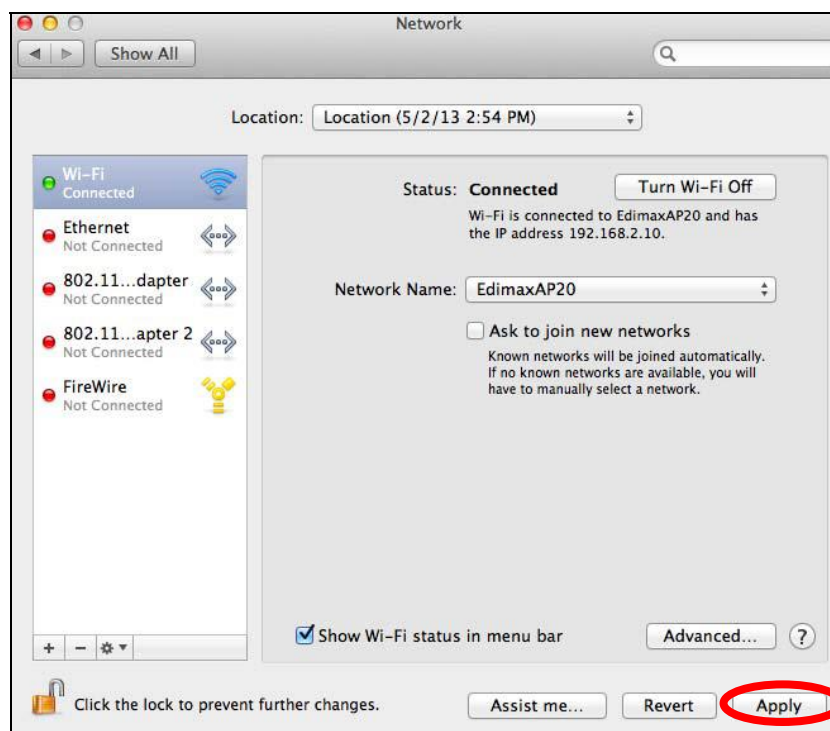 Network
Show All
Location: Location (5/2/13 2:54 PM)
Wi-Fi
Connected
Ethernet
Not Connected
802.11...dapter
Not Connected
802.11...apter 2
Not Connected
FireWire
Not Connected
Status: Connected Turn Wi-Fi Off
Wi-Fi is connected to EdimaxAP20 and has
the IP address 192.168.2.10.
Network Name: EdimaxAP20
Ask to join new networks
Known networks will be joined automatically.
If no known networks are available, you will
have to manually select a network.
Show Wi-Fi status in menu bar Advanced... ?
Click the lock to prevent further changes. Assist me... Revert Apply